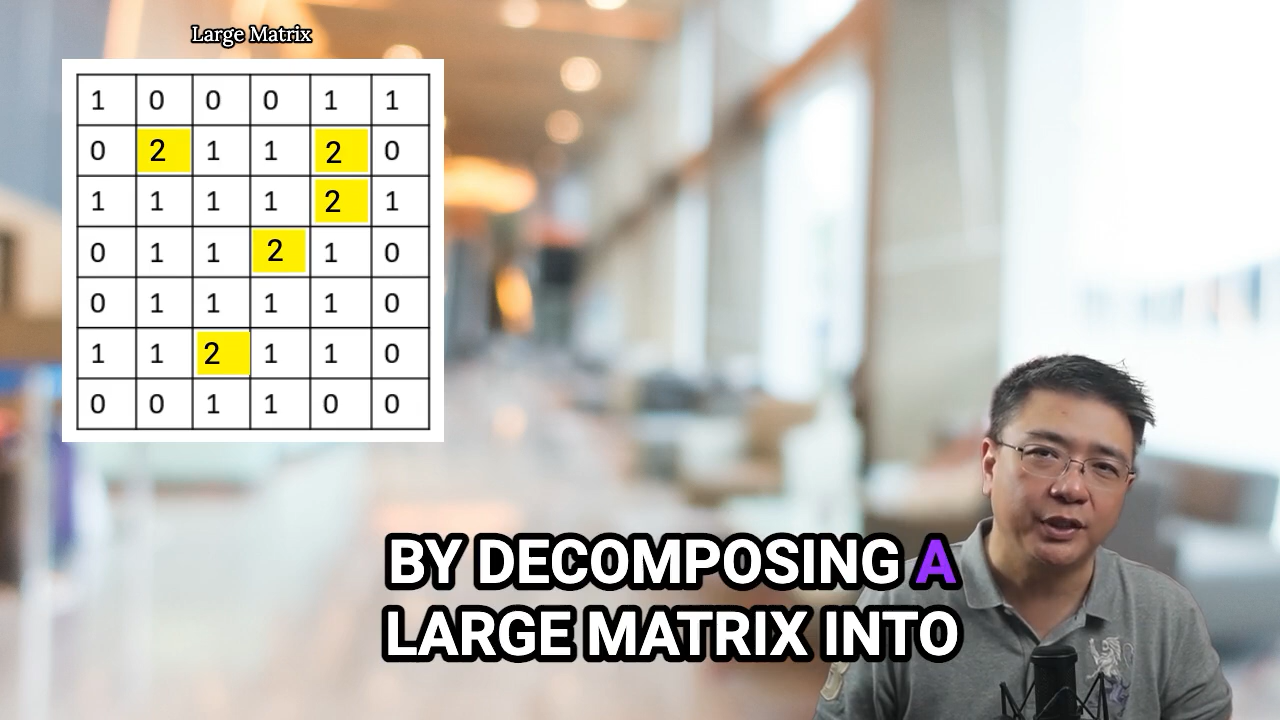 Large Matrix
1 0 0 0 1 1
0 2 1 1 2 0
1 1 1 1 2 1
0 1 1 2 1 0
0 1 1 1 1 0
1 1 2 1 1 0
0 0 1 1 0 0
BY DECOMPOSING A
LARGE MATRIX INTO